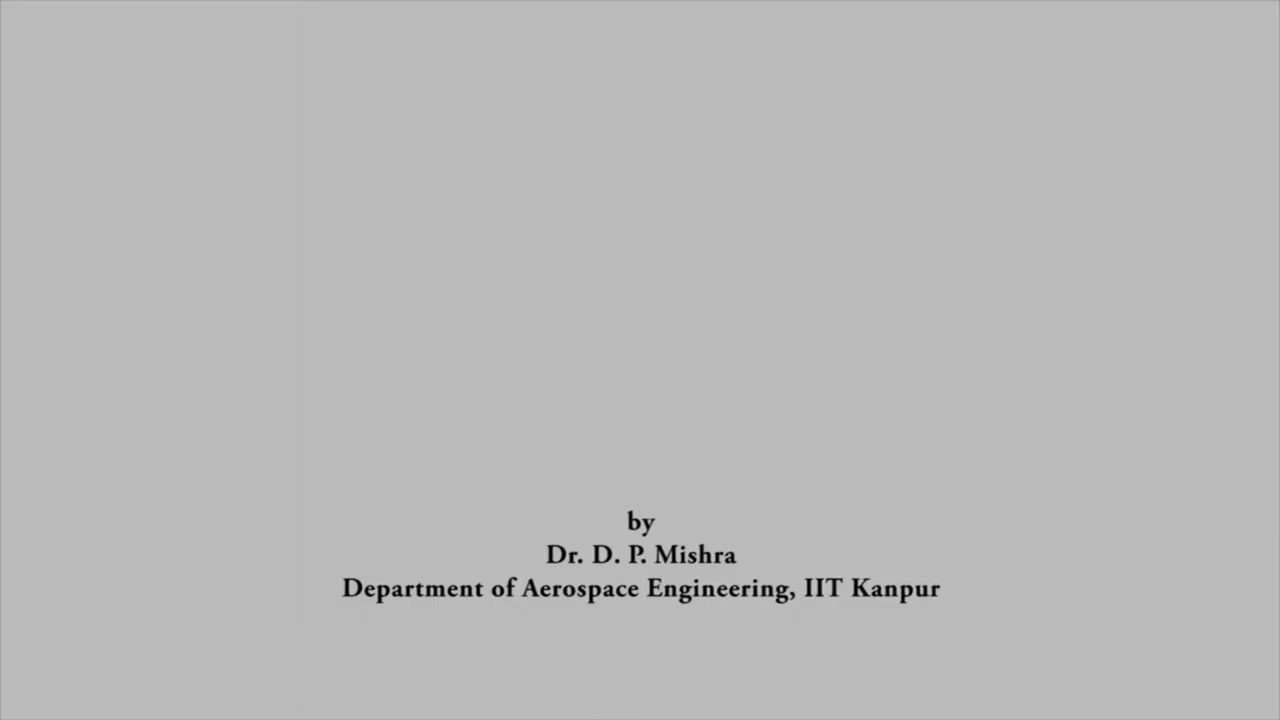 by
Dr. D. P. Mishra
Department of Aerospace Engineering, IIT Kanpur